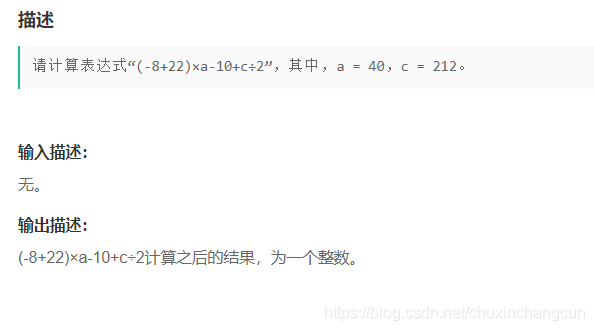 描述
请计算表达式“(-8+22)×a-10+c÷2”，其中，a = 40，c = 212。
输入描述：
无。
输出描述：
(-8+22)×a-10+c÷2计算之后的结果，为一个整数。
https://blog.csdn.net/chuxinchangcun